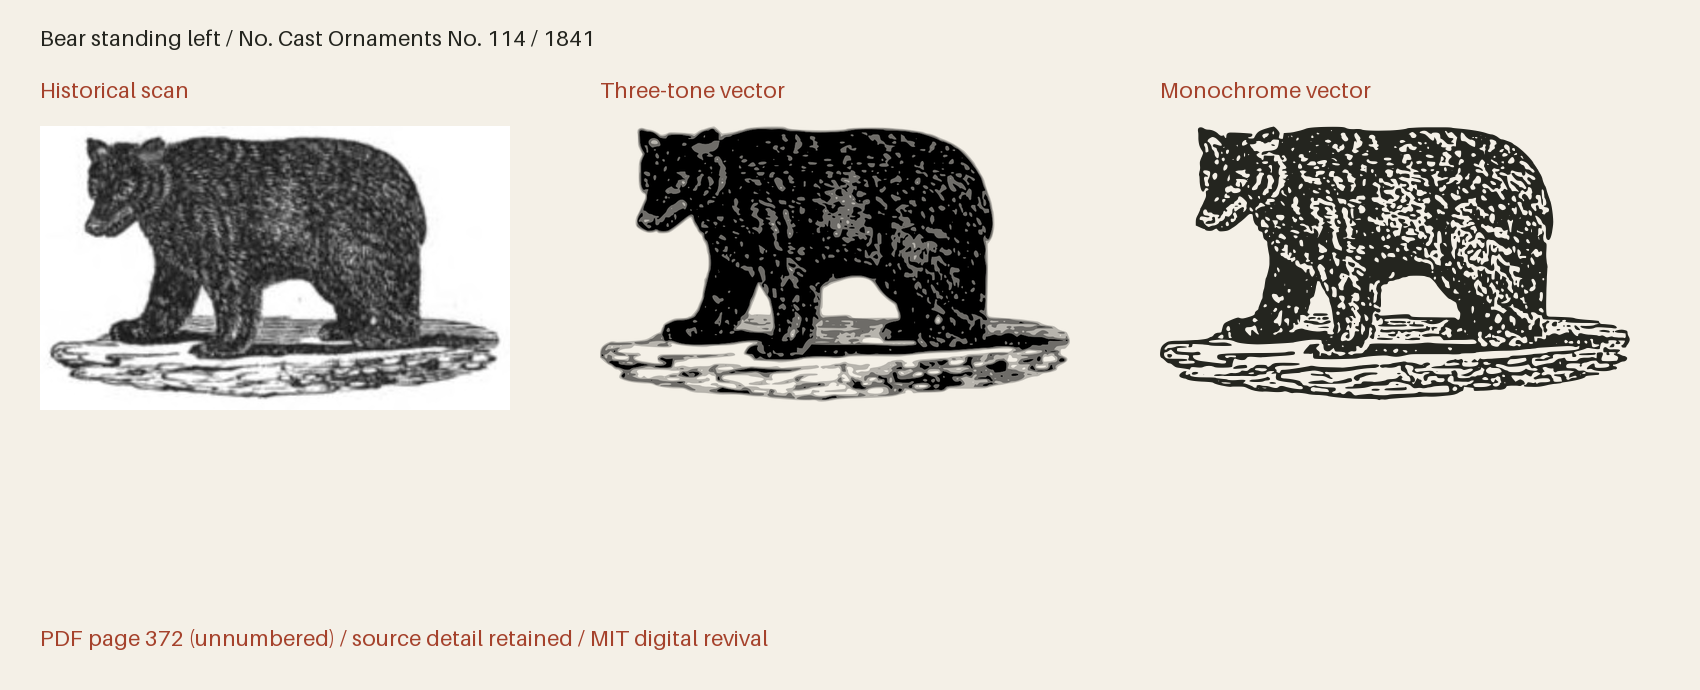 Bear standing left / No. Cast Ornaments No. 114 / 1841
Historical scan
Three-tone vector
Monochrome vector
PDF page 372 (unnumbered) / source detail retained / MIT digital revival